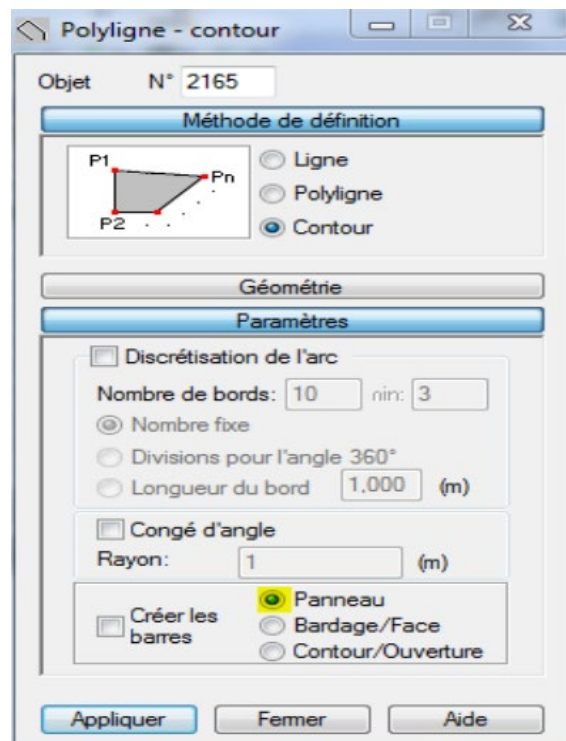 Polyligne - contour
Objet N° 2165
Méthode de définition
P1
Pn
P2
Ligne
Polyligne
Contour
Géométrie
Paramètres
Discrétisation de l'arc
Nombre de bords: 10 nin: 3
Nombre fixe
Divisions pour l'angle 360°
Longueur du bord 1,000 (m)
Congé d'angle
Rayon: 1 (m)
Créer les barres
Panneau
Bardage/Face
Contour/Ouverture
Appliquer Fermer Aide